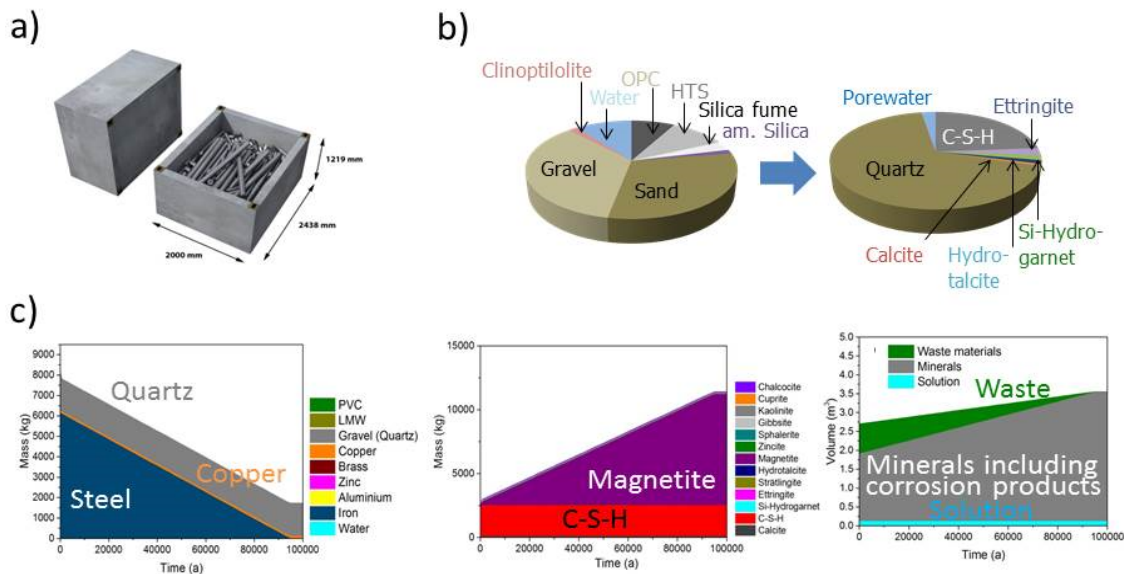 a)
1219 mm
2438 mm
2000 mm
b)
Clinoptilolite
OPC
HTS
Water
Silica fume
am. Silica
Gravel
Sand
Porewater
Ettringite
C-S-H
Quartz
Si-Hydro-
garnet
Calcite
Hydro-
talcite
c)
Mass (kg)
9000
8000
7000
6000
5000
4000
3000
2000
1000
0
0 20000 40000 60000 80000 100000
Time (a)
Quartz
Copper
Steel
PVC
LMW
Gravel (Quartz)
Copper
Brass
Zinc
Aluminium
Iron
Water
Mass (kg)
15000
10000
5000
0
0 20000 40000 60000 80000 100000
Time (a)
Magnetite
C-S-H
Chalcocite
Cuprite
Kaolinite
Gibbsite
Sphalerite
Zincite
Magnetite
Hydrotalcite
Stratlingite
Ettringite
Si-Hydrogarnet
C-S-H
Calcite
Volume (m³)
5.0
4.5
4.0
3.5
3.0
2.5
2.0
1.5
1.0
0.5
0.0
0 20000 40000 60000 80000 100000
Time (a)
Waste materials
Minerals
Solution
Waste
Minerals including
corrosion products
Solution